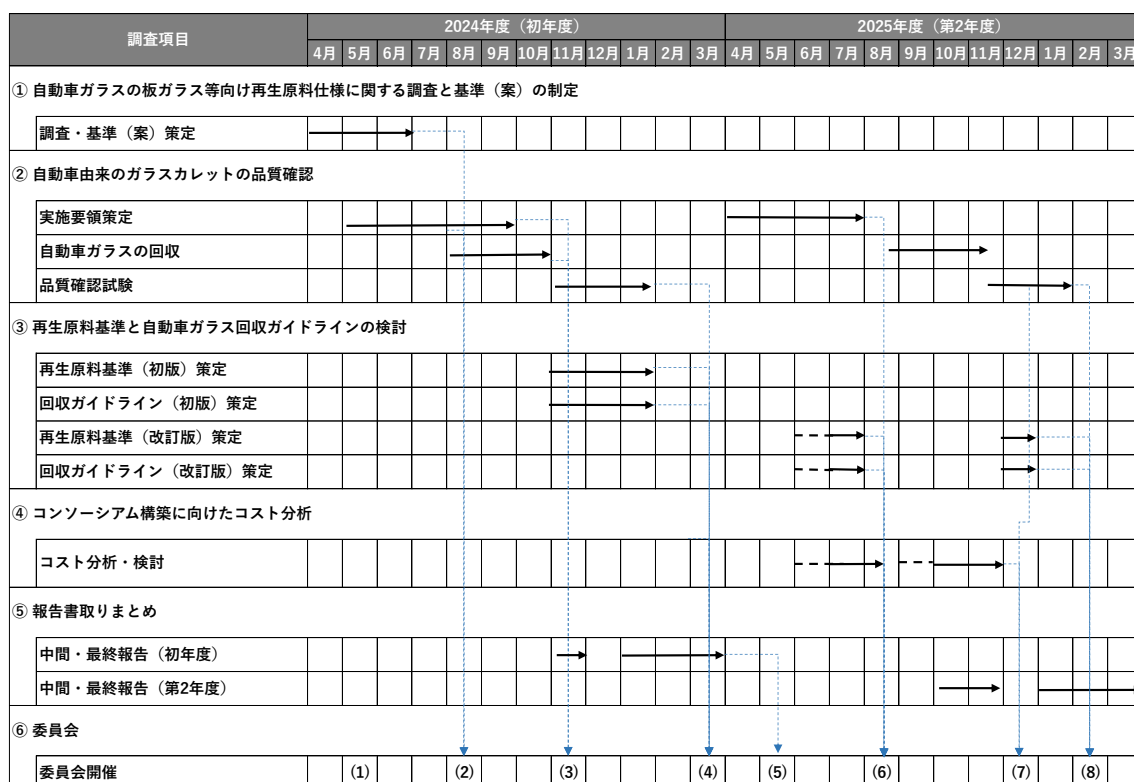 調査項目
2024年度（初年度） 2025年度（第2年度）
4月 5月 6月 7月 8月 9月 10月 11月 12月 1月 2月 3月 4月 5月 6月 7月 8月 9月 10月 11月 12月 1月 2月 3月
① 自動車ガラスの板ガラス等向け再生原料仕様に関する調査と基準（案）の制定
調査・基準（案）策定
② 自動車由来のガラスカレットの品質確認
実施要領策定
自動車ガラスの回収
品質確認試験
③ 再生原料基準と自動車ガラス回収ガイドラインの検討
再生原料基準（初版）策定
回収ガイドライン（初版）策定
再生原料基準（改訂版）策定
回収ガイドライン（改訂版）策定
④ コンソーシアム構築に向けたコスト分析
コスト分析・検討
⑤ 報告書取りまとめ
中間・最終報告（初年度）
中間・最終報告（第2年度）
⑥ 委員会
委員会開催 (1) (2) (3) (4) (5) (6) (7) (8)